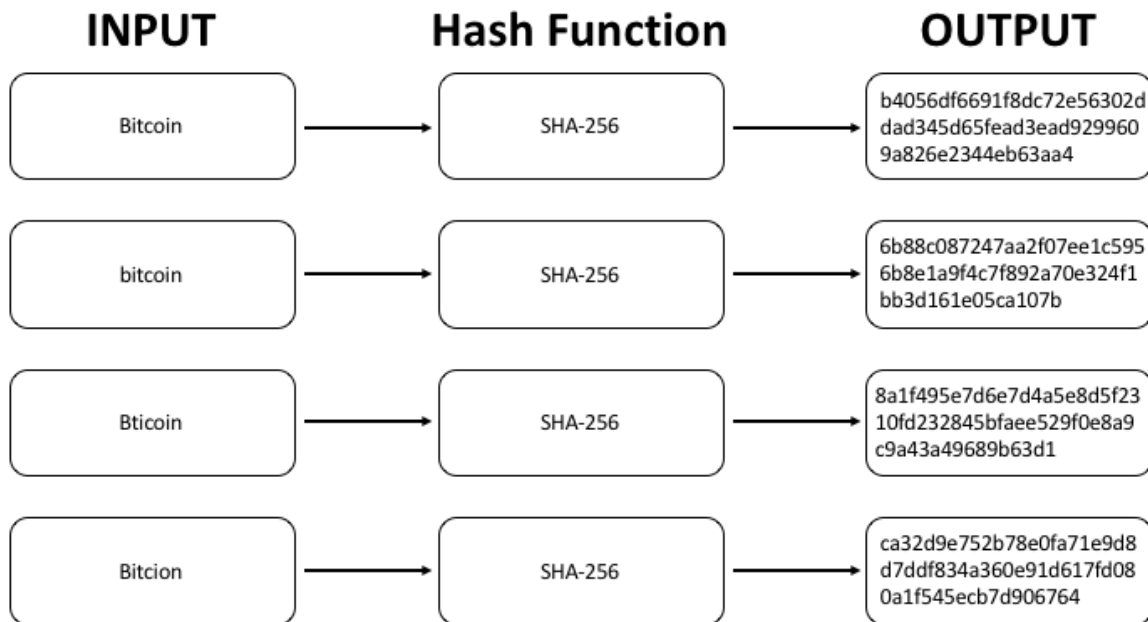 INPUT Hash Function OUTPUT
Bitcoin SHA-256 b4056df6691f8dc72e56302d
dad345d65fead3ead929960
9a826e2344eb63aa4
bitcoin SHA-256 6b88c087247aa2f07ee1c595
6b8e1a9f4c7f892a70e324f1
bb3d161e05ca107b
Bticoin SHA-256 8a1f495e7d6e7d4a5e8d5f23
10fd232845bfaee529f0e8a9
c9a43a49689b63d1
Bitcion SHA-256 ca32d9e752b78e0fa71e9d8
d7ddf834a360e91d617fd08
0a1f545ecb7d906764